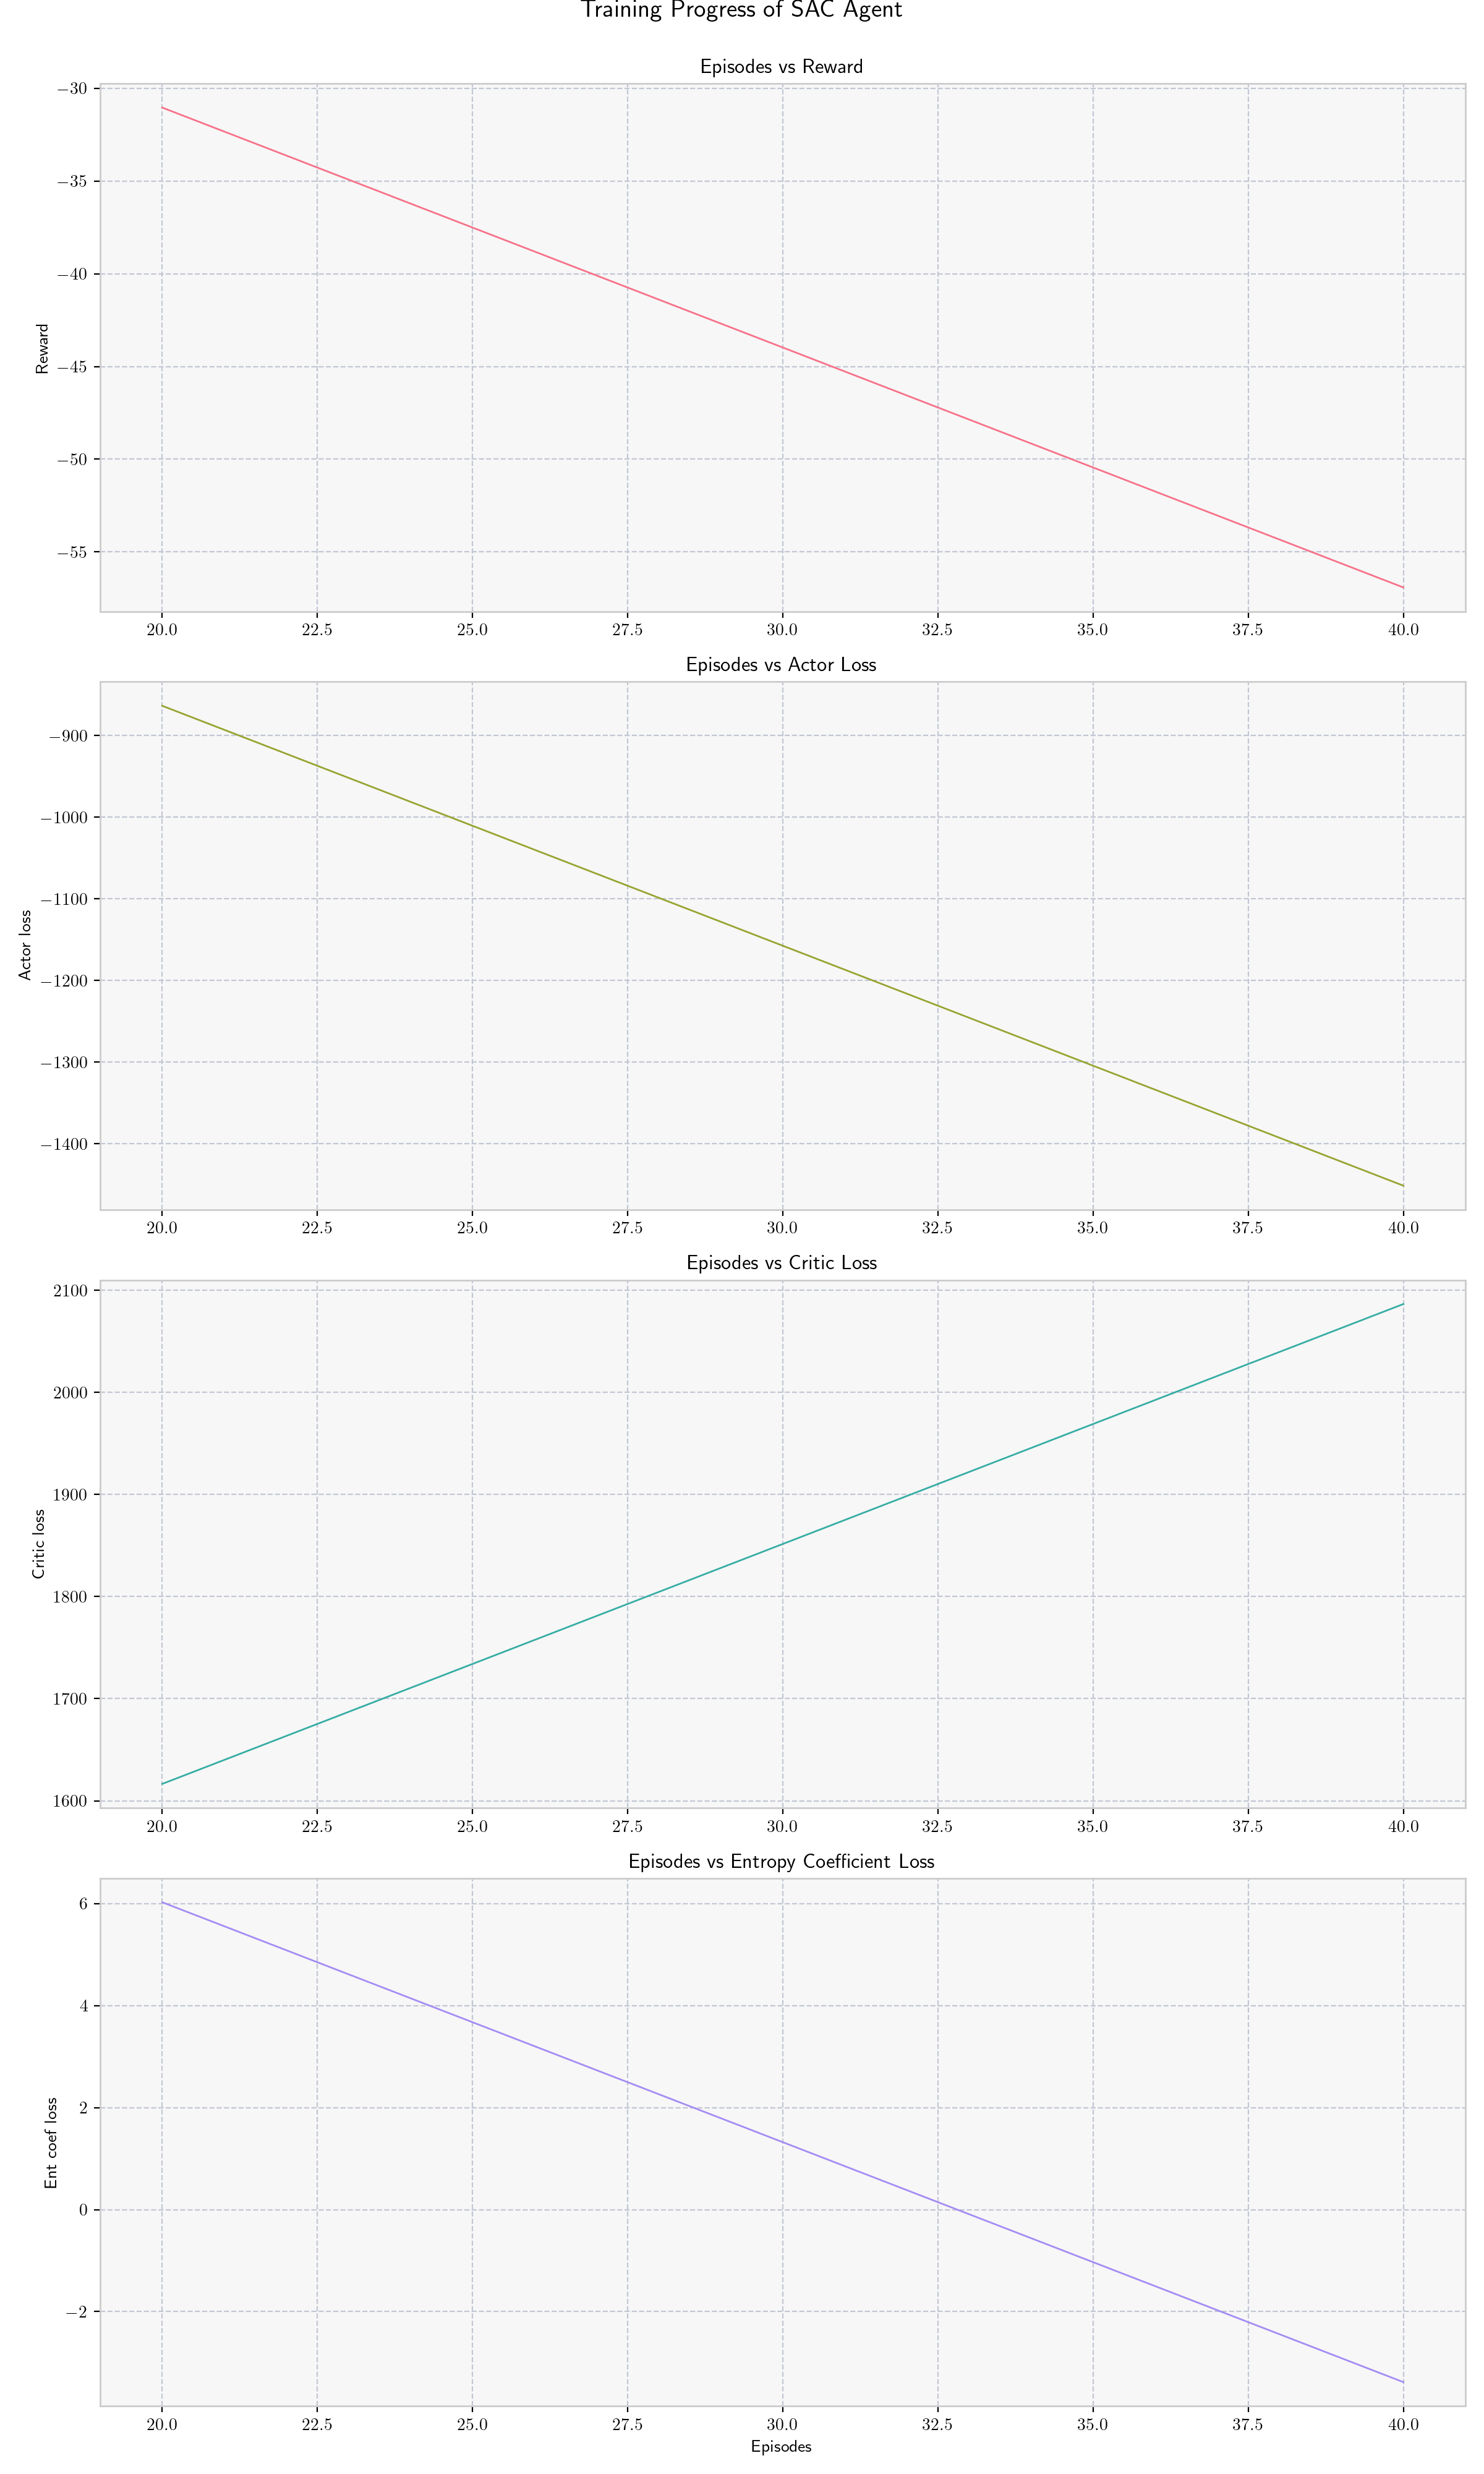 Training Progress of SAC Agent
Episodes vs Reward
−30
−35
−40
−45
−50
−55
Reward
20.0 22.5 25.0 27.5 30.0 32.5 35.0 37.5 40.0
Episodes vs Actor Loss
−900
−1000
−1100
−1200
−1300
−1400
Actor loss
20.0 22.5 25.0 27.5 30.0 32.5 35.0 37.5 40.0
Episodes vs Critic Loss
2100
2000
1900
1800
1700
1600
Critic loss
20.0 22.5 25.0 27.5 30.0 32.5 35.0 37.5 40.0
Episodes vs Entropy Coefficient Loss
6
4
2
0
−2
Ent coef loss
20.0 22.5 25.0 27.5 30.0 32.5 35.0 37.5 40.0
Episodes